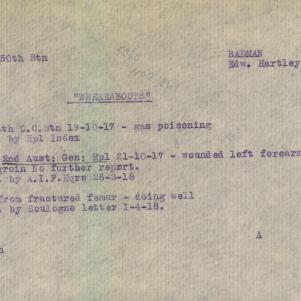 50th Btn
BADMAN
Edw. Hartley
"WHEREABOUTS"
th C.C.Stn 19-10-17 - gas poisoning
by Hpl Index
2nd Aust: Gen: Hpl 21-10-17 - wounded left forearm
groin No further report.
. by A.I.F.Hqrs 26-3-18
from fractured femur - doing well
. by Boulogne letter 1-4-18.
A